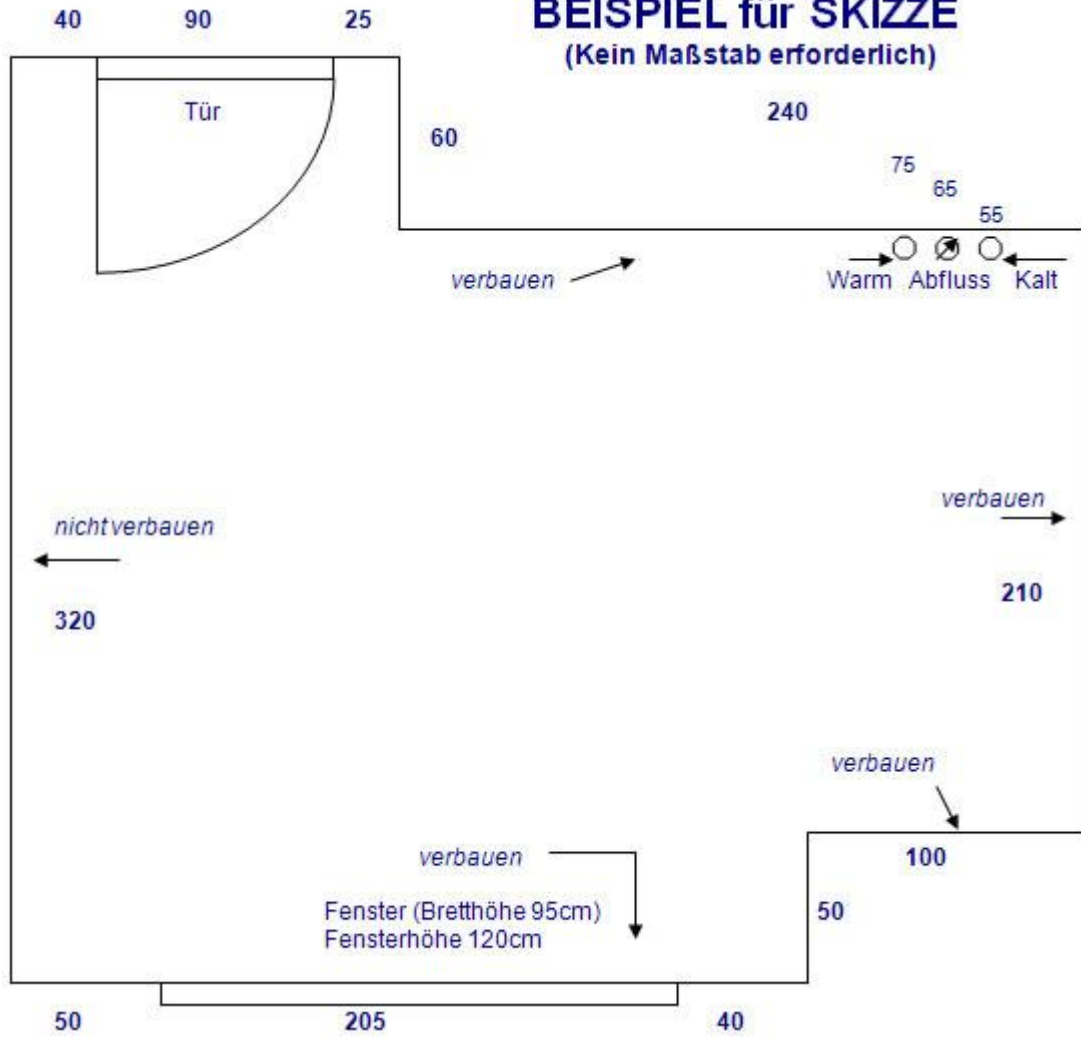 40 90 25
BEISPIEL für SKIZZE
(Kein Maßstab erforderlich)
Tür
60
240
75
65
55
verbauen
Warm Abfluss Kalt
nicht verbauen
320
verbauen
210
verbauen
100
verbauen
50
Fenster (Bretthöhe 95cm)
Fensterhöhe 120cm
50 205 40